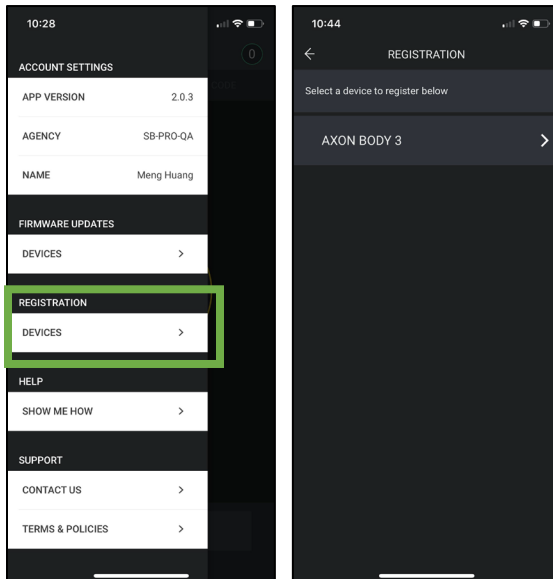 10:28
0
ACCOUNT SETTINGS
APP VERSION 2.0.3
AGENCY SB-PRO-QA
NAME Meng Huang
FIRMWARE UPDATES
DEVICES >
REGISTRATION
DEVICES >
HELP
SHOW ME HOW >
SUPPORT
CONTACT US >
TERMS & POLICIES >
10:44
REGISTRATION
Select a device to register below
AXON BODY 3 >